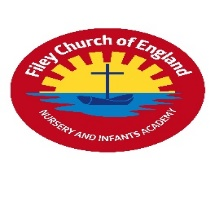 Filey Church of England
NURSERY AND INFANTS ACADEMY